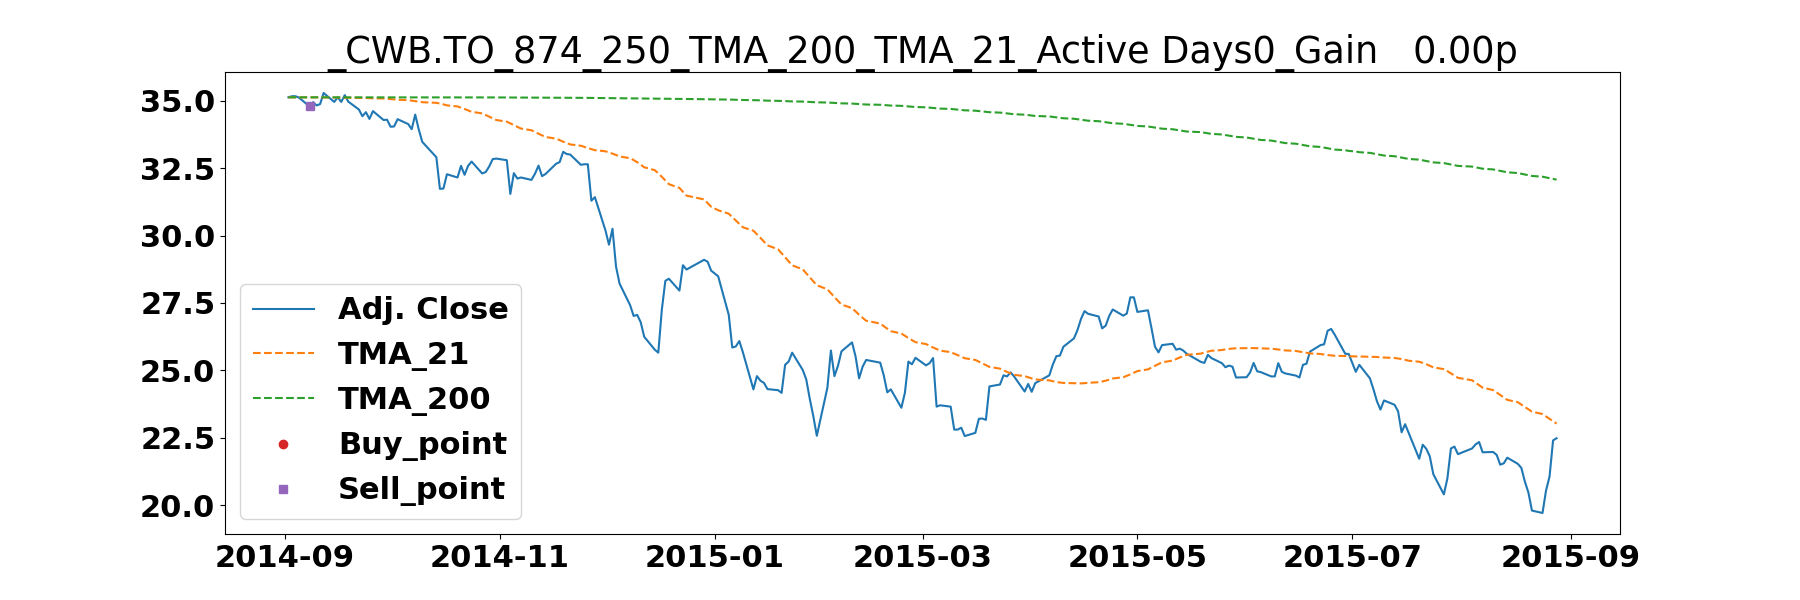 _CWB.TO_874_250_TMA_200_TMA_21_Active Days0_Gain   0.00p
35.0
32.5
30.0
27.5
25.0
22.5
20.0
Adj. Close
TMA_21
TMA_200
Buy_point
Sell_point
2014-09 2014-11 2015-01 2015-03 2015-05 2015-07 2015-09